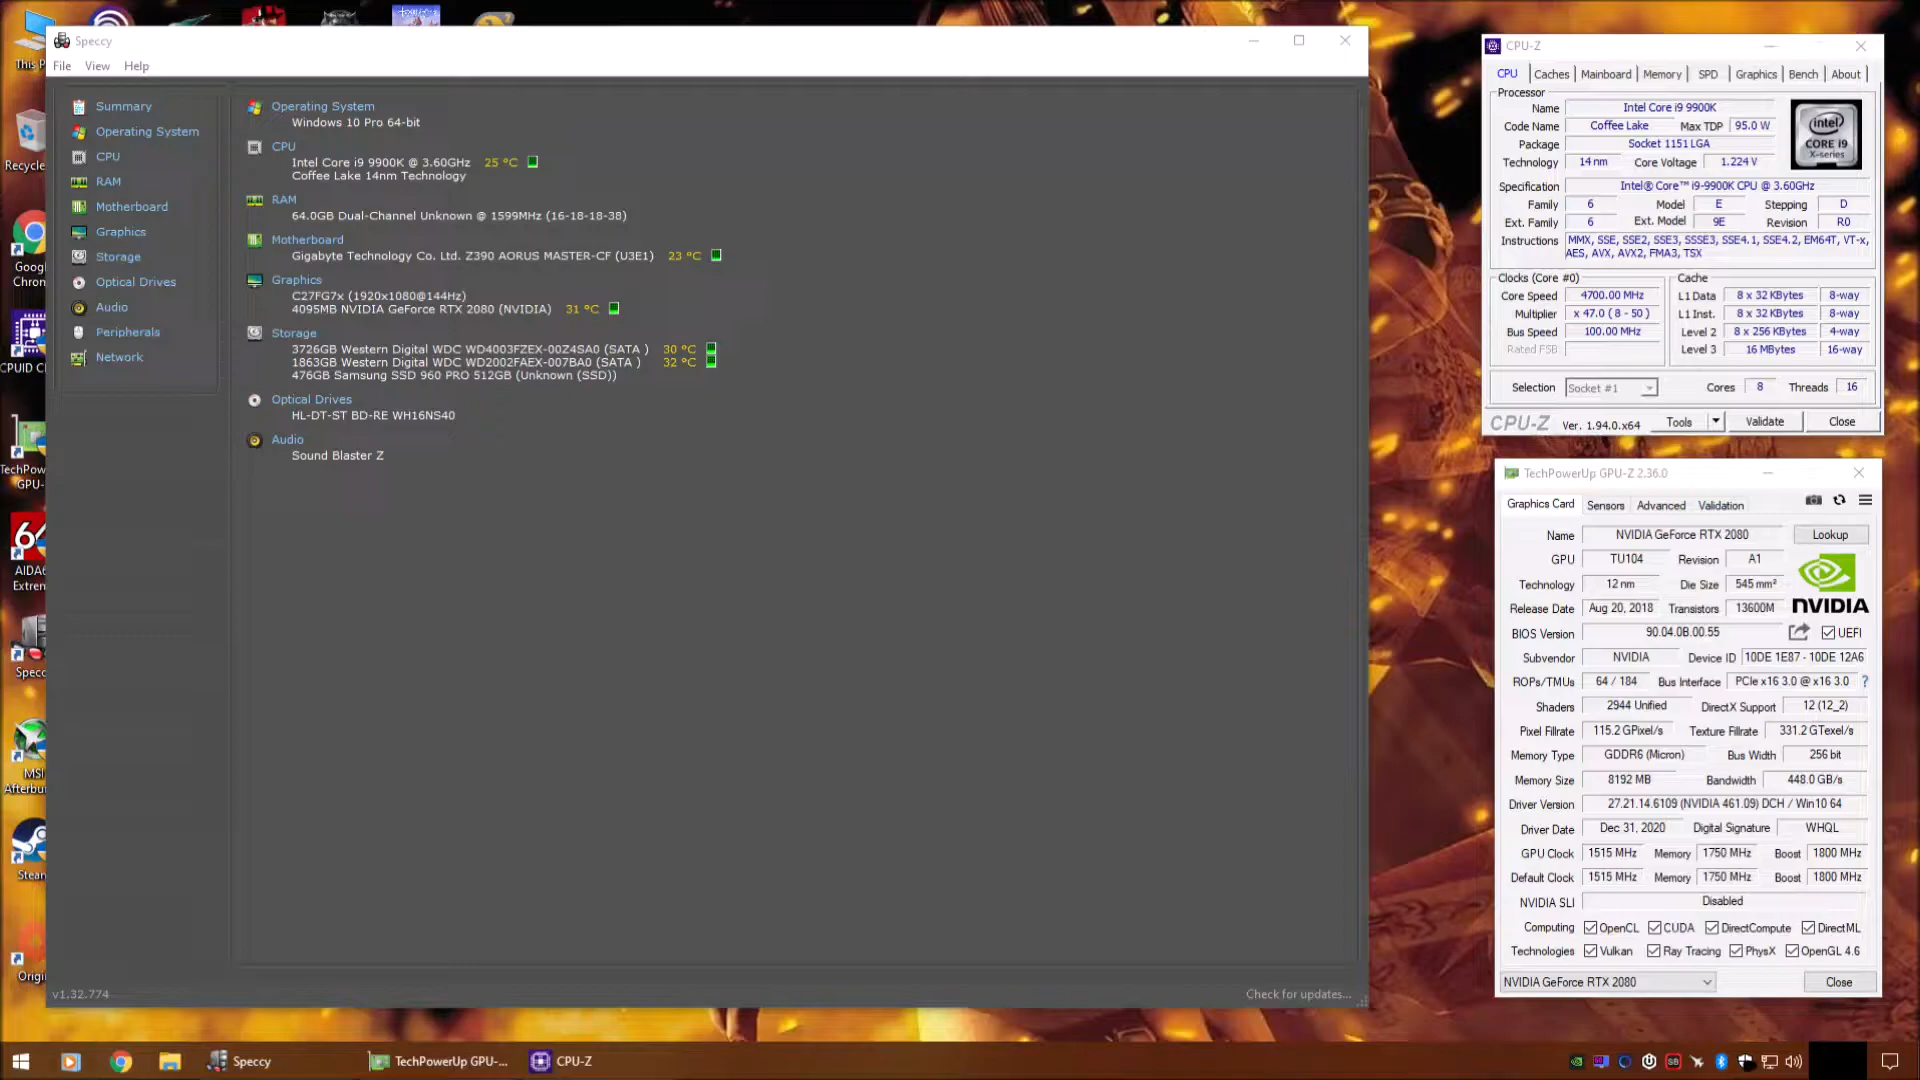 This P
Recycle
Google
Chrom
CPUID C
TechPow
GPU-
64
AIDA6
Extrem
Specc
MSI
Afterbur
Steam
Origi
Speccy
File View Help
Summary
Operating System
CPU
RAM
Motherboard
Graphics
Storage
Optical Drives
Audio
Peripherals
Network
Operating System
Windows 10 Pro 64-bit
CPU
Intel Core i9 9900K @ 3.60GHz 25 °C
Coffee Lake 14nm Technology
RAM
64.0GB Dual-Channel Unknown @ 1599MHz (16-18-18-38)
Motherboard
Gigabyte Technology Co. Ltd. Z390 AORUS MASTER-CF (U3E1) 23 °C
Graphics
C27FG7x (1920x1080@144Hz)
4095MB NVIDIA GeForce RTX 2080 (NVIDIA) 31 °C
Storage
3726GB Western Digital WDC WD4003FZEX-00Z4SA0 (SATA ) 30 °C
1863GB Western Digital WDC WD2002FAEX-007BA0 (SATA ) 32 °C
476GB Samsung SSD 960 PRO 512GB (Unknown (SSD))
Optical Drives
HL-DT-ST BD-RE WH16NS40
Audio
Sound Blaster Z
v1.32.774
Check for updates...
CPU-Z
CPU Caches Mainboard Memory SPD Graphics Bench About
Processor
Name Intel Core i9 9900K
Code Name Coffee Lake Max TDP 95.0 W
Package Socket 1151 LGA
Technology 14 nm Core Voltage 1.224 V
intel
CORE i9
X-series
Specification Intel® Core™ i9-9900K CPU @ 3.60GHz
Family 6 Model E Stepping D
Ext. Family 6 Ext. Model 9E Revision R0
Instructions MMX, SSE, SSE2, SSE3, SSSE3, SSE4.1, SSE4.2, EM64T, VT-x,
AES, AVX, AVX2, FMA3, TSX
Clocks (Core #0) Cache
Core Speed 4700.00 MHz L1 Data 8 x 32 KBytes 8-way
Multiplier x 47.0 ( 8 - 50 ) L1 Inst. 8 x 32 KBytes 8-way
Bus Speed 100.00 MHz Level 2 8 x 256 KBytes 4-way
Rated FSB Level 3 16 MBytes 16-way
Selection Socket #1 Cores 8 Threads 16
CPU-Z Ver. 1.94.0.x64 Tools Validate Close
TechPowerUp GPU-Z 2.36.0
Graphics Card Sensors Advanced Validation
Name NVIDIA GeForce RTX 2080 Lookup
GPU TU104 Revision A1
Technology 12 nm Die Size 545 mm²
Release Date Aug 20, 2018 Transistors 13600M
NVIDIA
BIOS Version 90.04.0B.00.55 UEFI
Subvendor NVIDIA Device ID 10DE 1E87 - 10DE 12A6
ROPs/TMUs 64 / 184 Bus Interface PCIe x16 3.0 @ x16 3.0 ?
Shaders 2944 Unified DirectX Support 12 (12_2)
Pixel Fillrate 115.2 GPixel/s Texture Fillrate 331.2 GTexel/s
Memory Type GDDR6 (Micron) Bus Width 256 bit
Memory Size 8192 MB Bandwidth 448.0 GB/s
Driver Version 27.21.14.6109 (NVIDIA 461.09) DCH / Win10 64
Driver Date Dec 31, 2020 Digital Signature WHQL
GPU Clock 1515 MHz Memory 1750 MHz Boost 1800 MHz
Default Clock 1515 MHz Memory 1750 MHz Boost 1800 MHz
NVIDIA SLI Disabled
Computing OpenCL CUDA DirectCompute DirectML
Technologies Vulkan Ray Tracing PhysX OpenGL 4.6
NVIDIA GeForce RTX 2080 Close
Speccy TechPowerUp GPU-... CPU-Z